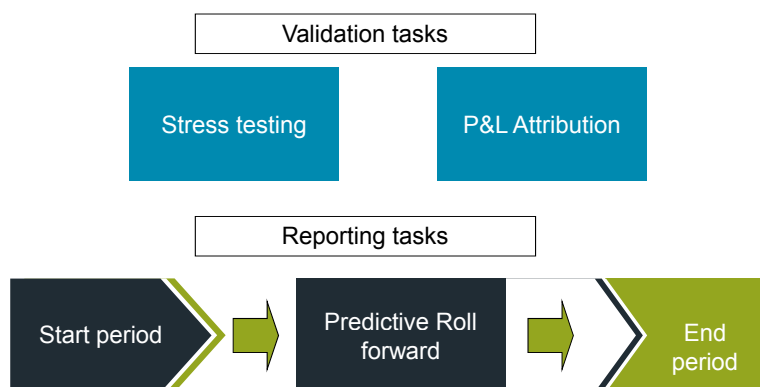 Validation tasks
Stress testing
P&L Attribution
Reporting tasks
Start period
Predictive Roll
forward
End
period